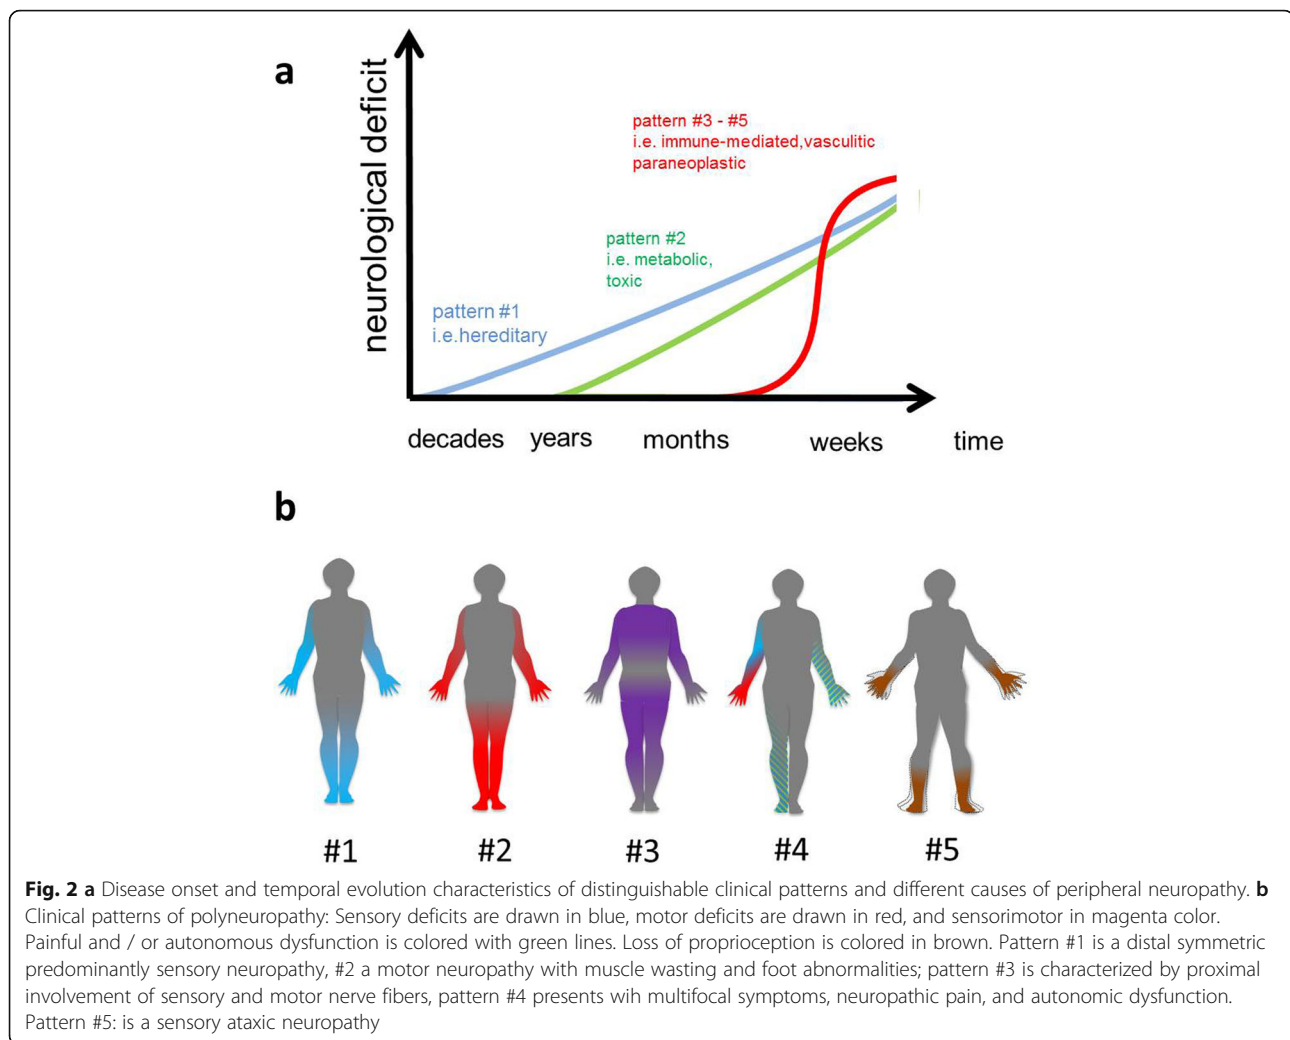 a
neurological deficit
pattern #3 - #5
i.e. immune-mediated,vasculitic
paraneoplastic
pattern #2
i.e. metabolic,
toxic
pattern #1
i.e.hereditary
decades years months weeks time
b
#1 #2 #3 #4 #5
Fig. 2 a Disease onset and temporal evolution characteristics of distinguishable clinical patterns and different causes of peripheral neuropathy. b
Clinical patterns of polyneuropathy: Sensory deficits are drawn in blue, motor deficits are drawn in red, and sensorimotor in magenta color.
Painful and / or autonomous dysfunction is colored with green lines. Loss of proprioception is colored in brown. Pattern #1 is a distal symmetric
predominantly sensory neuropathy, #2 a motor neuropathy with muscle wasting and foot abnormalities; pattern #3 is characterized by proximal
involvement of sensory and motor nerve fibers, pattern #4 presents wih multifocal symptoms, neuropathic pain, and autonomic dysfunction.
Pattern #5: is a sensory ataxic neuropathy